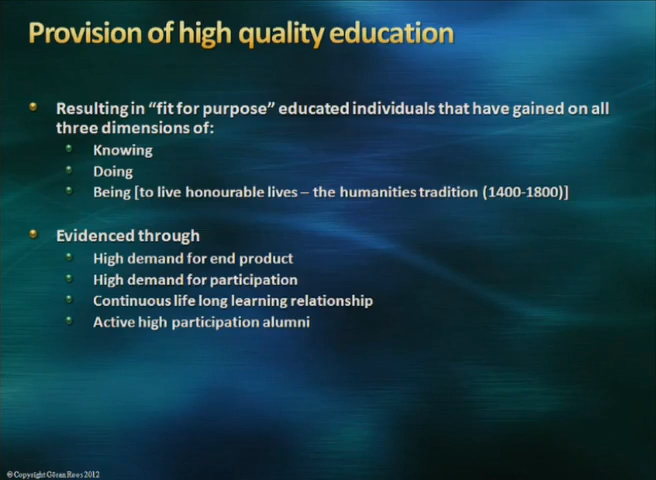 Provision of high quality education
Resulting in “fit for purpose” educated individuals that have gained on all
three dimensions of:
Knowing
Doing
Being [to live honourable lives – the humanities tradition (1400-1800)]
Evidenced through
High demand for end product
High demand for participation
Continuous life long learning relationship
Active high participation alumni
©Copyright Göran Roos 2012